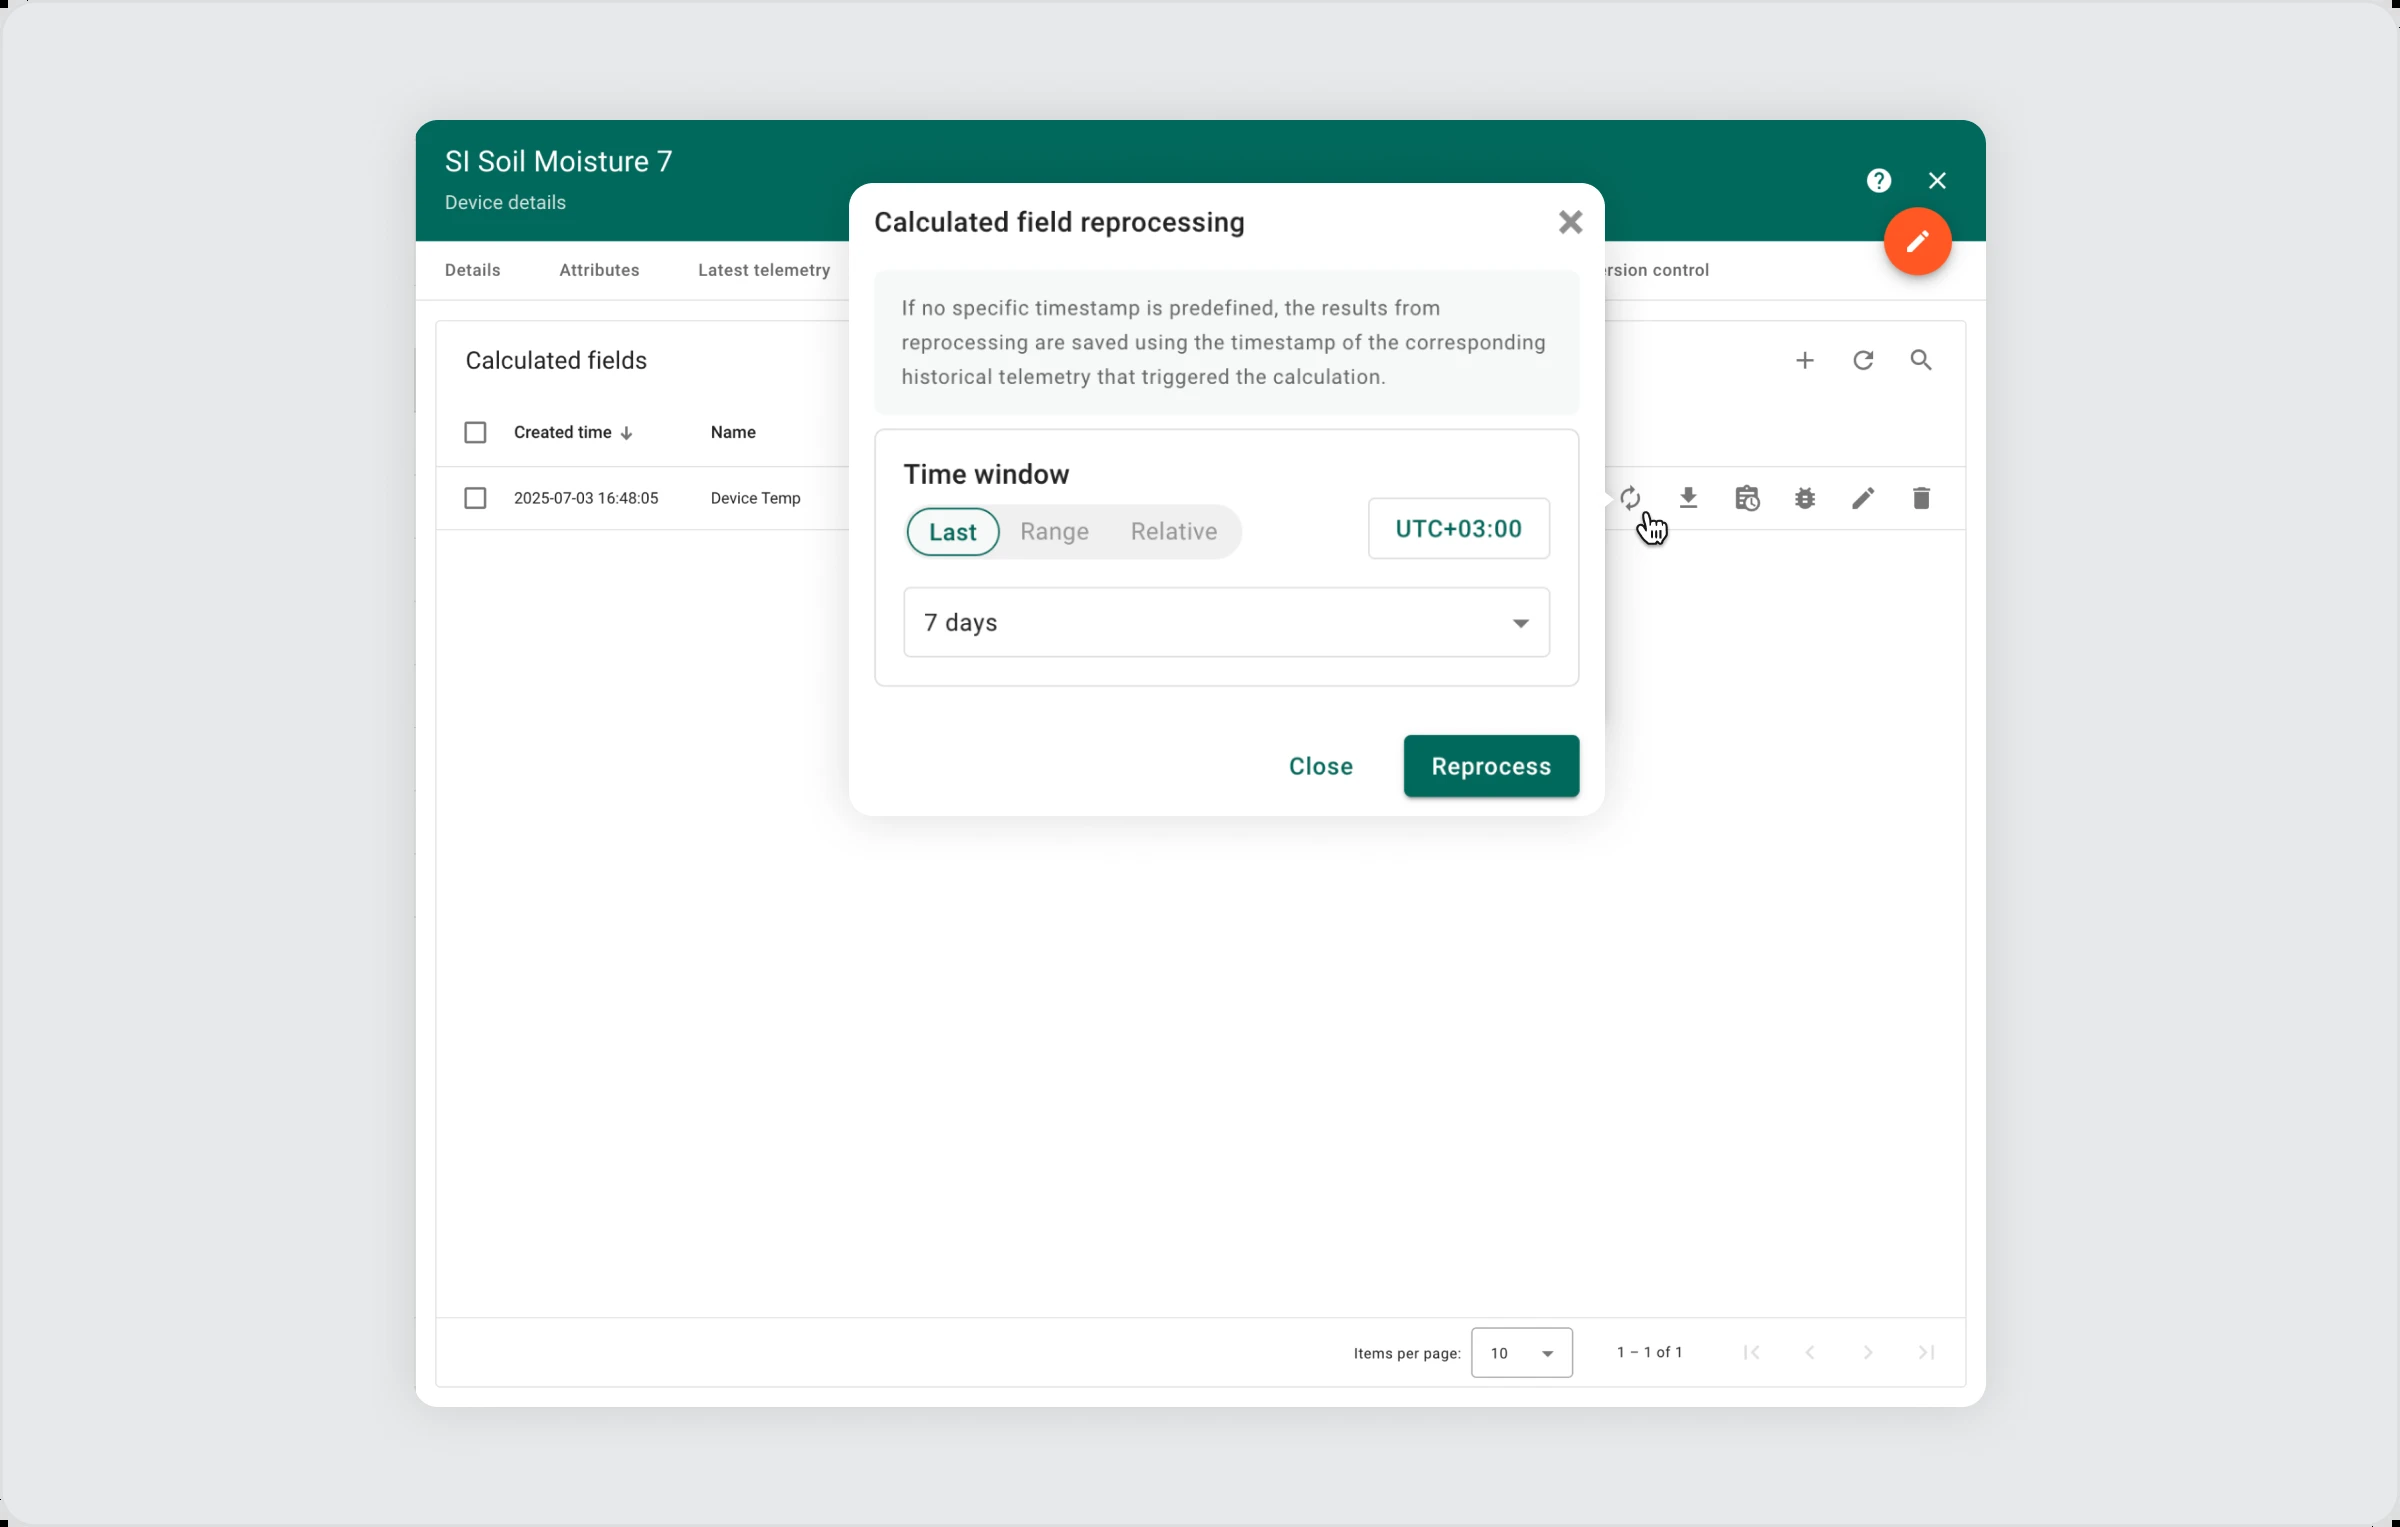 SI Soil Moisture 7
Device details
Details Attributes Latest telemetry ersion control
Calculated fields
Created time Name
2025-07-03 16:48:05 Device Temp
Calculated field reprocessing
If no specific timestamp is predefined, the results from
reprocessing are saved using the timestamp of the corresponding
historical telemetry that triggered the calculation.
Time window
Last Range Relative UTC+03:00
7 days
Close Reprocess
Items per page: 10 1 – 1 of 1